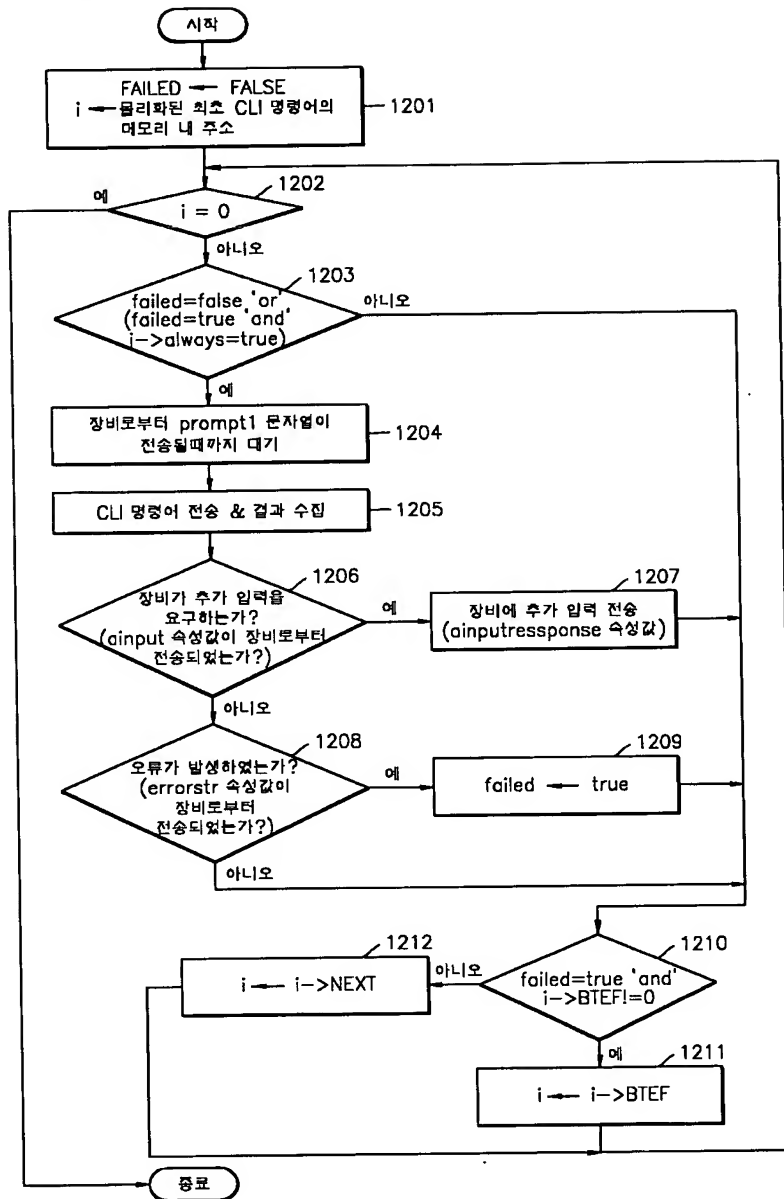 시작
FAILED ← FALSE
i ← 물리화된 최초 CLI 명령어의
메모리 내 주소
1201
1202
예
i = 0
아니오
1203
failed=false 'or'
(failed=true 'and'
i->always=true)
아니오
예
장비로부터 prompt1 문자열이
전송될때까지 대기
1204
CLI 명령어 전송 & 결과 수집
1205
1206
장비가 추가 입력을
요구하는가?
(ainput 속성값이 장비로부터
전송되었는가?)
예
1207
장비에 추가 입력 전송
(ainputressponse 속성값)
아니오
1208
오류가 발생하였는가?
(errorstr 속성값이
장비로부터
전송되었는가?)
예
1209
failed ← true
아니오
1210
failed=true 'and'
i->BTEF!=0
아니오
1212
i ← i->NEXT
예
1211
i ← i->BTEF
종료